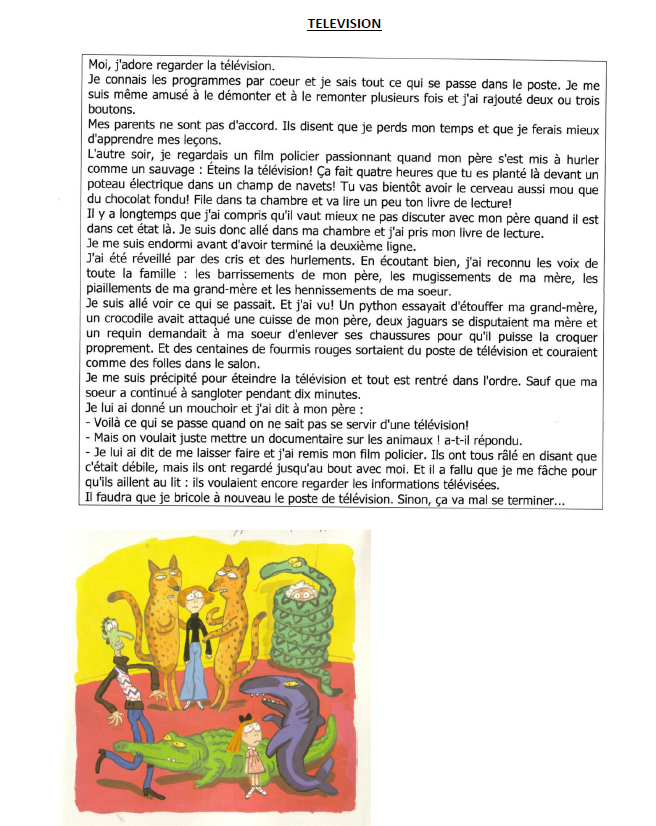 TELEVISION
Moi, j'adore regarder la télévision.
Je connais les programmes par coeur et je sais tout ce qui se passe dans le poste. Je me
suis même amusé à le démonter et à le remonter plusieurs fois et j'ai rajouté deux ou trois
boutons.
Mes parents ne sont pas d'accord. Ils disent que je perds mon temps et que je ferais mieux
d'apprendre mes leçons.
L'autre soir, je regardais un film policier passionnant quand mon père s'est mis à hurler
comme un sauvage : Éteins la télévision! Ça fait quatre heures que tu es planté là devant un
poteau électrique dans un champ de navets! Tu vas bientôt avoir le cerveau aussi mou que
du chocolat fondu! File dans ta chambre et va lire un peu ton livre de lecture!
Il y a longtemps que j'ai compris qu'il vaut mieux ne pas discuter avec mon père quand il est
dans cet état là. Je suis donc allé dans ma chambre et j'ai pris mon livre de lecture.
Je me suis endormi avant d'avoir terminé la deuxième ligne.
J'ai été réveillé par des cris et des hurlements. En écoutant bien, j'ai reconnu les voix de
toute la famille : les barrissements de mon père, les mugissements de ma mère, les
piaillements de ma grand-mère et les hennissements de ma soeur.
Je suis allé voir ce qui se passait. Et j'ai vu! Un python essayait d'étouffer ma grand-mère,
un crocodile avait attaqué une cuisse de mon père, deux jaguars se disputaient ma mère et
un requin demandait à ma soeur d'enlever ses chaussures pour qu'il puisse la croquer
proprement. Et des centaines de fourmis rouges sortaient du poste de télévision et couraient
comme des folles dans le salon.
Je me suis précipité pour éteindre la télévision et tout est rentré dans l'ordre. Sauf que ma
soeur a continué à sangloter pendant dix minutes.
Je lui ai donné un mouchoir et j'ai dit à mon père :
- Voilà ce qui se passe quand on ne sait pas se servir d'une télévision!
- Mais on voulait juste mettre un documentaire sur les animaux ! a-t-il répondu.
- Je lui ai dit de me laisser faire et j'ai remis mon film policier. Ils ont tous râlé en disant que
c'était débile, mais ils ont regardé jusqu'au bout avec moi. Et il a fallu que je me fâche pour
qu'ils aillent au lit : ils voulaient encore regarder les informations télévisées.
Il faudra que je bricole à nouveau le poste de télévision. Sinon, ça va mal se terminer...